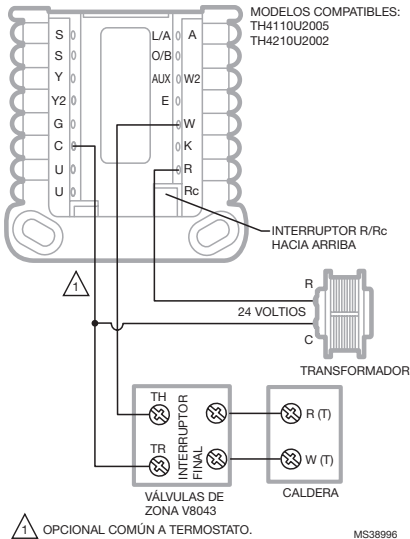 MODELOS COMPATIBLES:
TH4110U2005
TH4210U2002
S L/A A
S O/B
Y AUX W2
Y2 E
G W
C K
U R
U Rc
INTERRUPTOR R/Rc
HACIA ARRIBA
1
R
24 VOLTIOS
C
TRANSFORMADOR
TH
TR
INTERRUPTOR
FINAL
R (T)
W (T)
VÁLVULAS DE
ZONA V8043
CALDERA
1 OPCIONAL COMÚN A TERMOSTATO.
MS38996